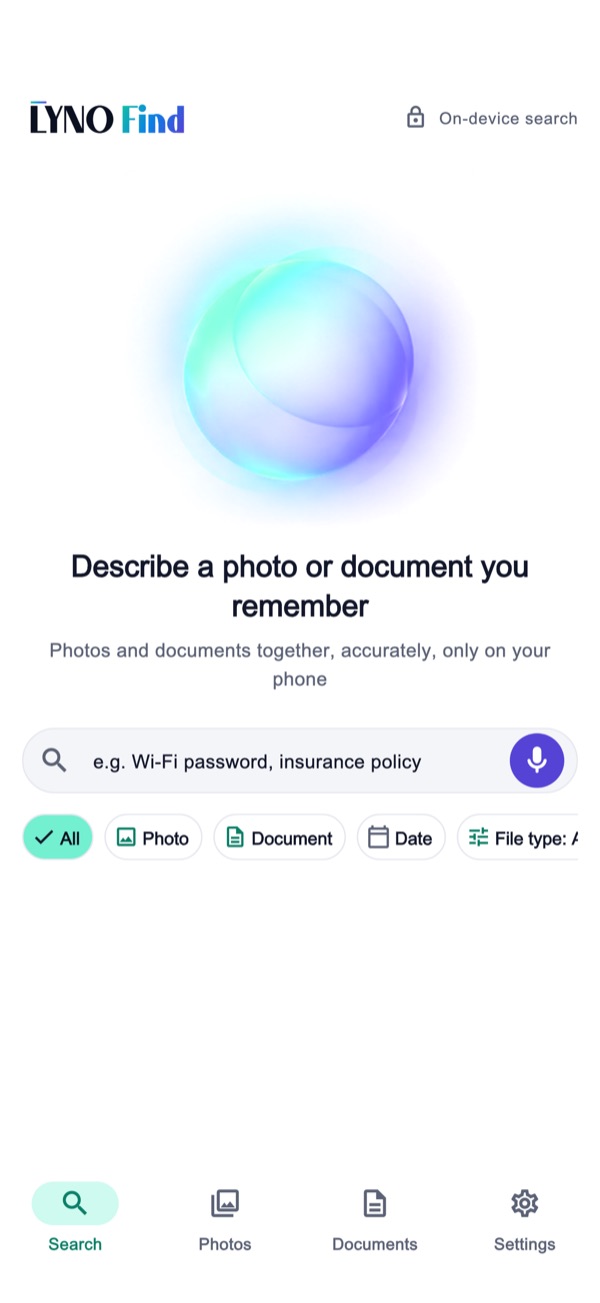 LYNO Find
On-device search
Describe a photo or document you
remember
Photos and documents together, accurately, only on your
phone
e.g. Wi-Fi password, insurance policy
All
Photo
Document
Date
File type:
Search
Photos
Documents
Settings